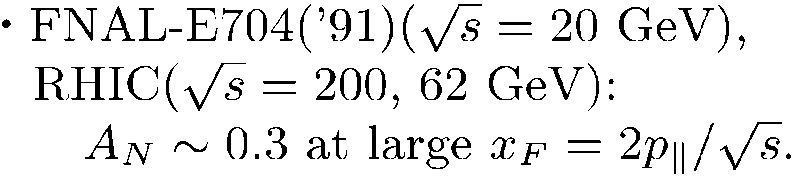 · FNAL-E704('91)(√s = 20 GeV),
RHIC(√s = 200, 62 GeV):
A_N ∼ 0.3 at large x_F = 2p_∥/√s.